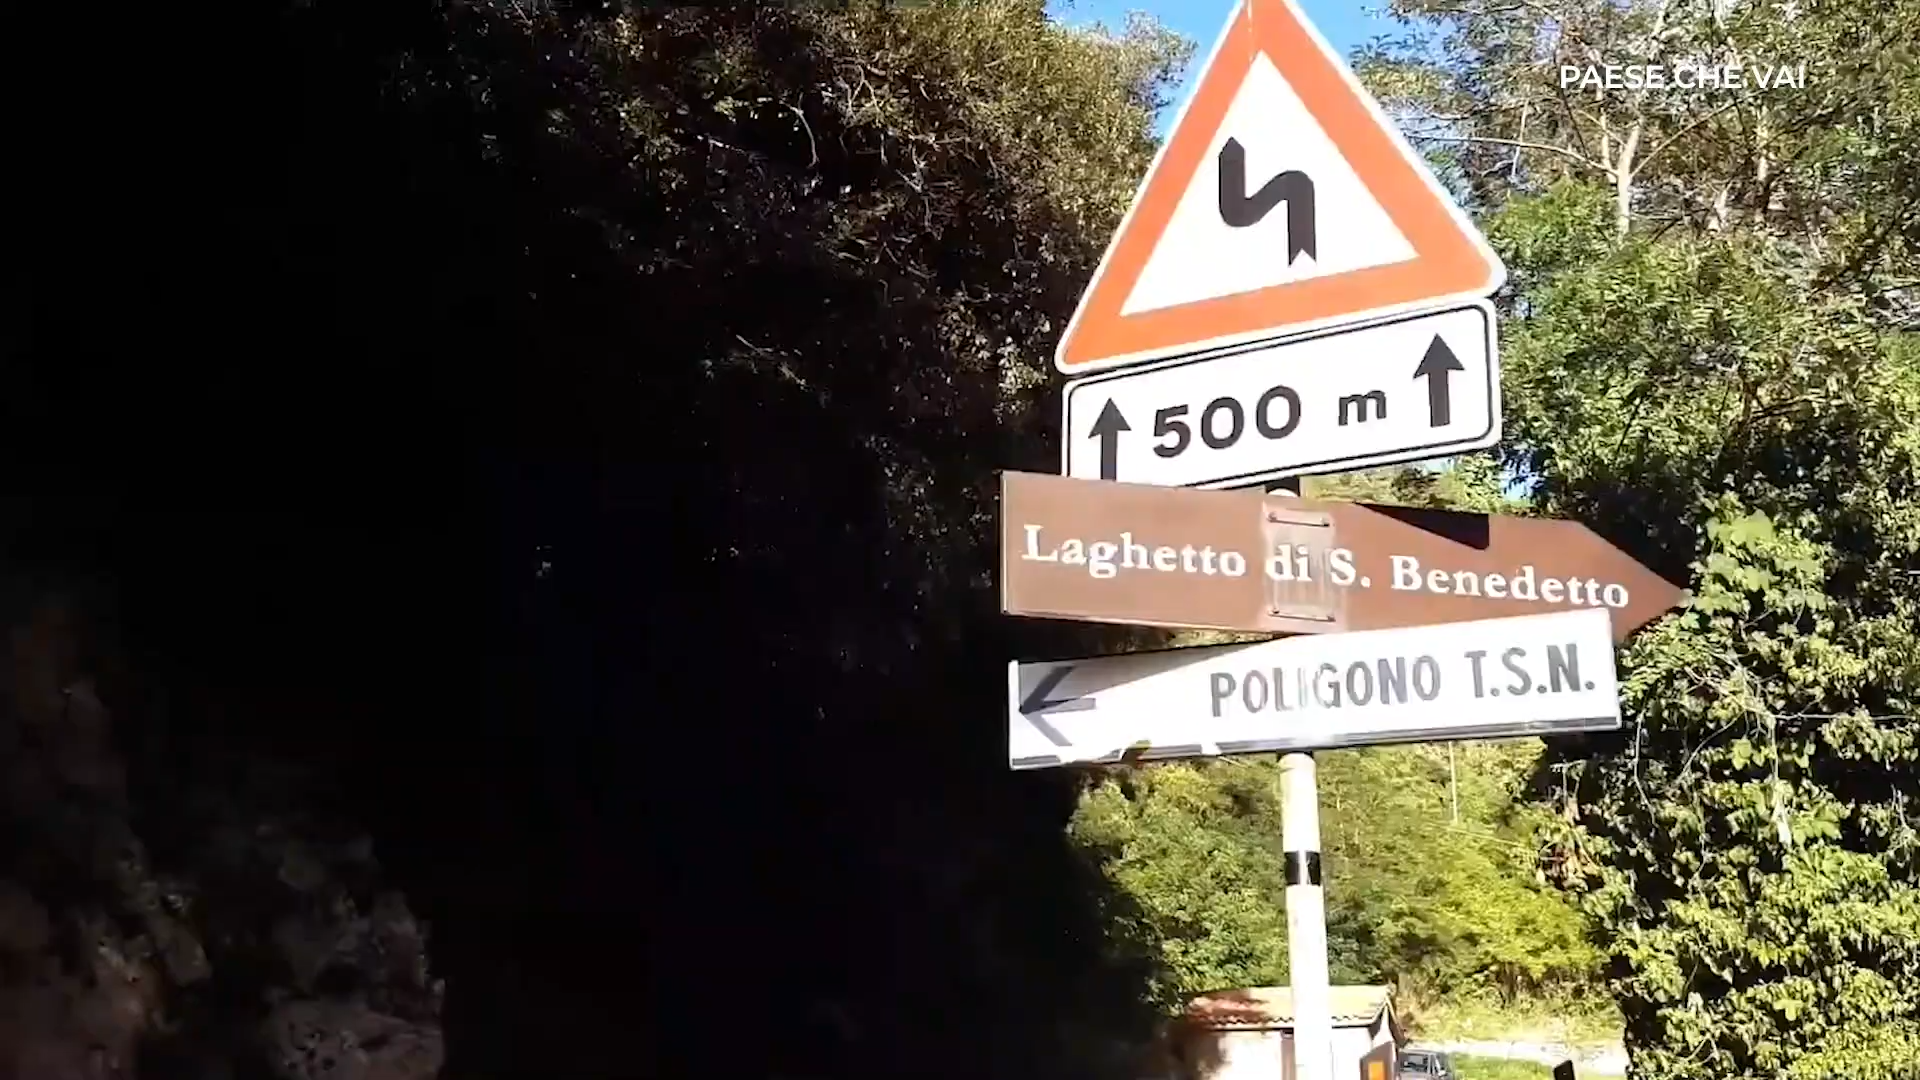 PAESE CHE VAI
500 m
Laghetto di S. Benedetto
POLIGONO T.S.N.